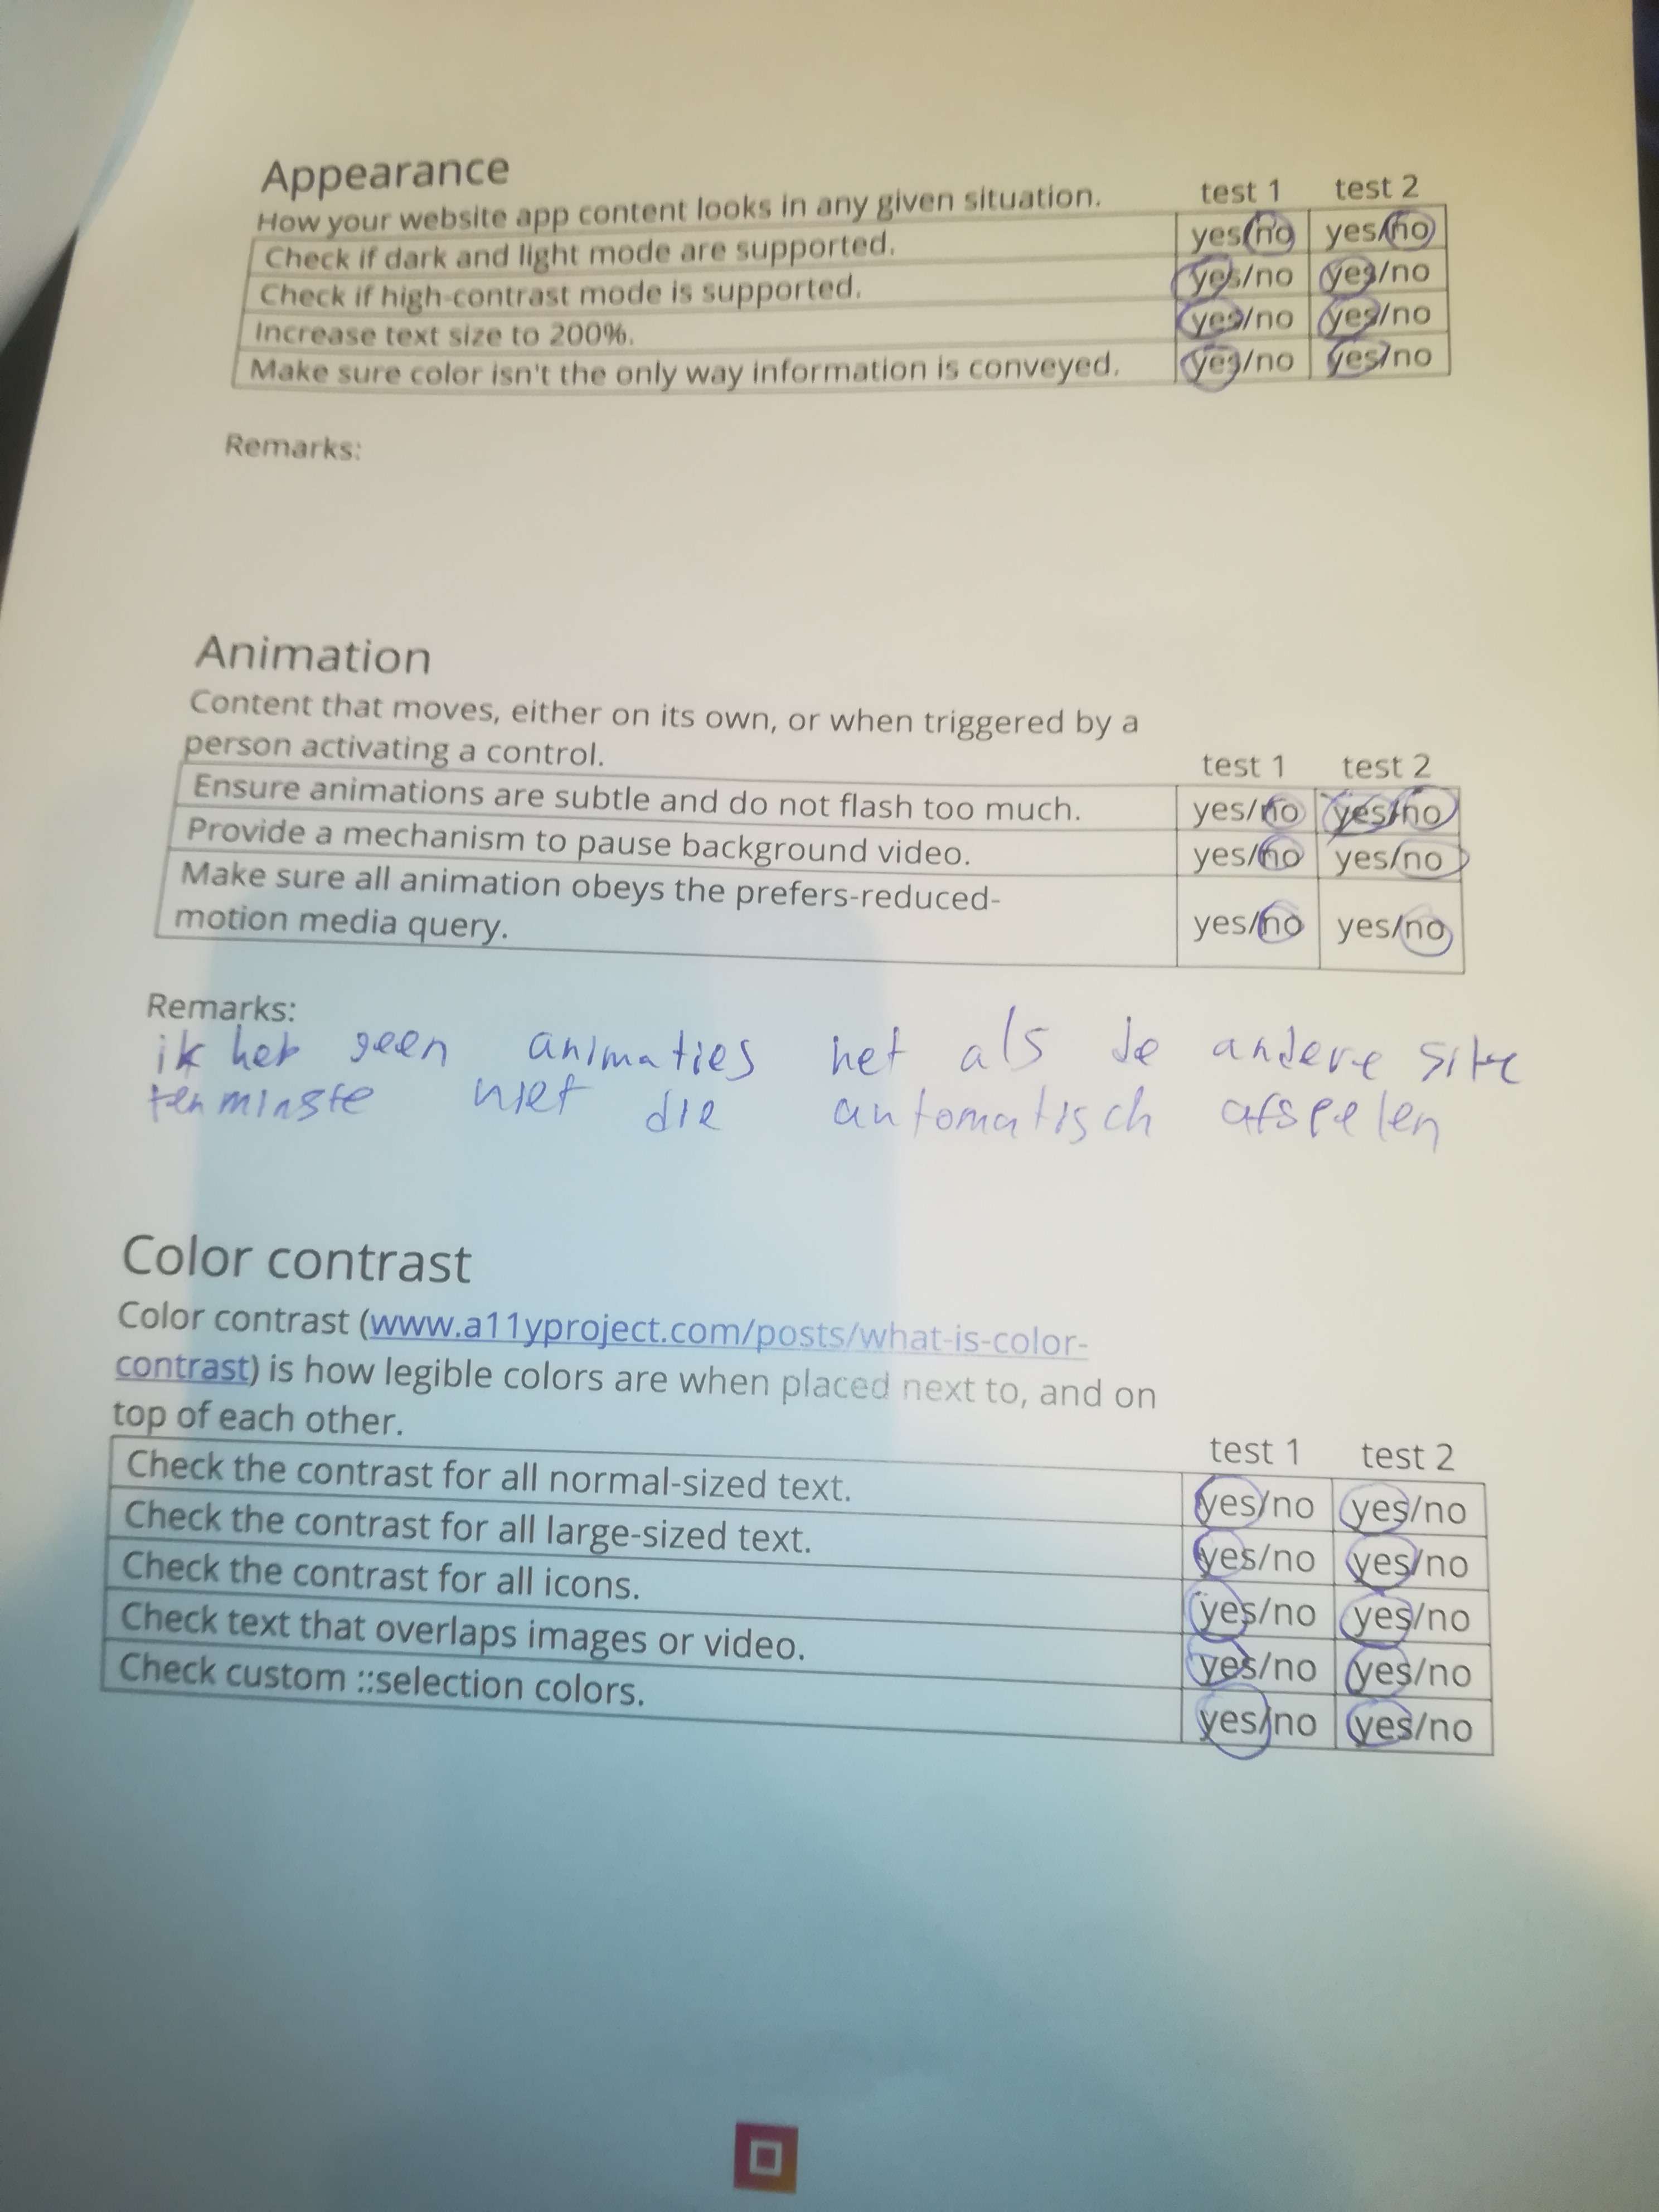 Appearance
How your website app content looks in any given situation. test 1 test 2
Check if dark and light mode are supported. yes/no yes/no
Check if high-contrast mode is supported. yes/no yes/no
Increase text size to 200%. yes/no yes/no
Make sure color isn't the only way information is conveyed. yes/no yes/no
Remarks:
Animation
Content that moves, either on its own, or when triggered by a
person activating a control. test 1 test 2
Ensure animations are subtle and do not flash too much. yes/no yes/no
Provide a mechanism to pause background video. yes/no yes/no
Make sure all animation obeys the prefers-reduced-
motion media query. yes/no yes/no
Remarks:
ik heb geen animaties net als de andere site
tenminste niet die automatisch afspelen
Color contrast
Color contrast (www.a11yproject.com/posts/what-is-color-
contrast) is how legible colors are when placed next to, and on
top of each other. test 1 test 2
Check the contrast for all normal-sized text. yes/no yes/no
Check the contrast for all large-sized text. yes/no yes/no
Check the contrast for all icons. yes/no yes/no
Check text that overlaps images or video. yes/no yes/no
Check custom ::selection colors. yes/no yes/no